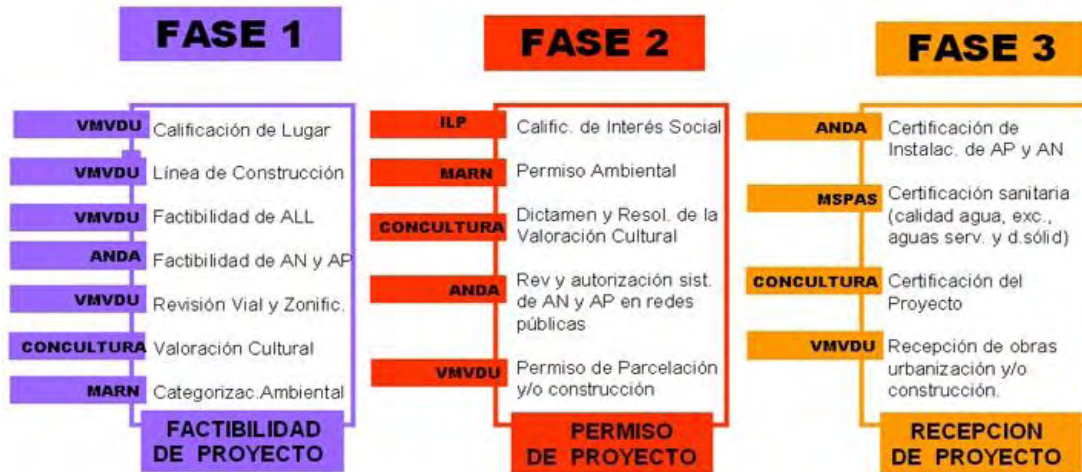 FASE 1
VMVDU Calificación de Lugar
VMVDU Línea de Construcción
VMVDU Factibilidad de ALL
ANDA Factibilidad de AN y AP
VMVDU Revisión Vial y Zonific.
CONCULTURA Valoración Cultural
MARN Categorizac.Ambiental
FACTIBILIDAD
DE PROYECTO
FASE 2
ILP Calific. de Interés Social
MARN Permiso Ambiental
CONCULTURA Dictamen y Resol. de la
Valoración Cultural
ANDA Rev y autorización sist.
de AN y AP en redes
públicas
VMVDU Permiso de Parcelación
y/o construcción
PERMISO
DE PROYECTO
FASE 3
ANDA Certificación de
Instalac. de AP y AN
MSPAS Certificación sanitaria
(calidad agua, exc.,
aguas serv. y d.sólid)
CONCULTURA Certificación del
Proyecto
VMVDU Recepción de obras
urbanización y/o
construcción.
RECEPCION
DE PROYECTO